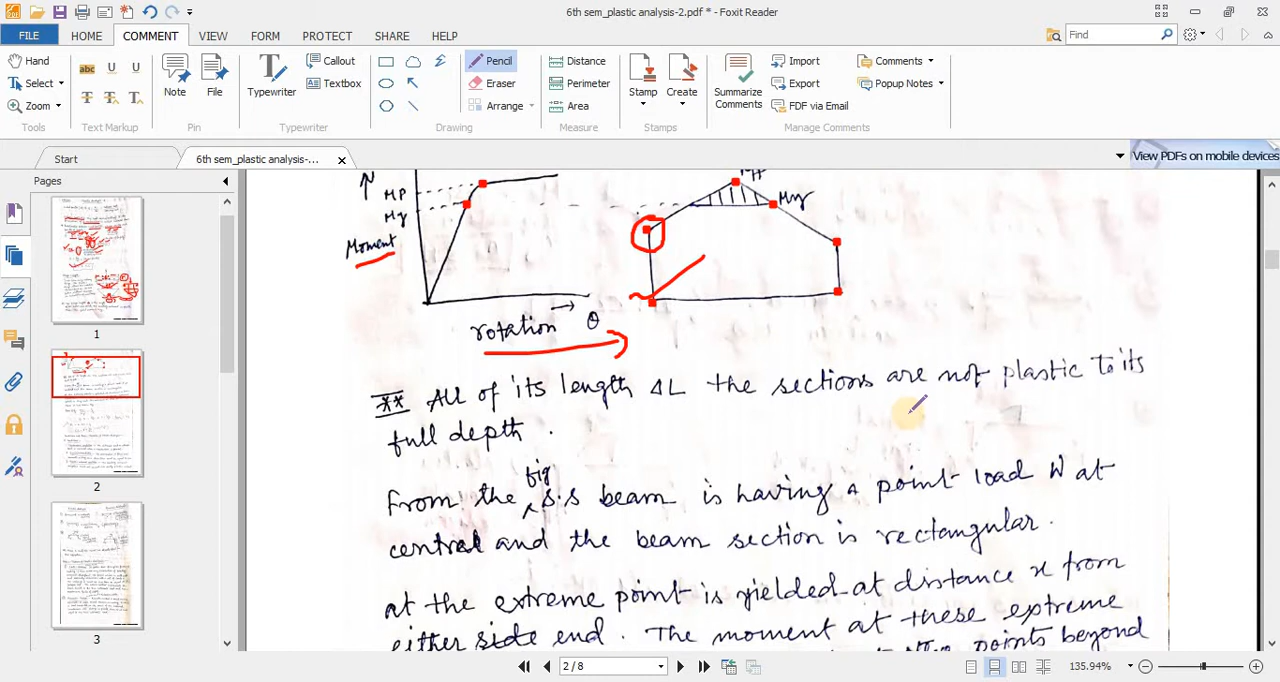 6th sem_plastic analysis-2.pdf * - Foxit Reader
FILE HOME COMMENT VIEW FORM PROTECT SHARE HELP
Find
Hand
Select
Zoom
Tools
Text Markup
Note
File
Pin
Typewriter
Callout
Textbox
Typewriter
Pencil
Eraser
Arrange
Drawing
Distance
Perimeter
Area
Measure
Stamp
Create
Stamps
Summarize
Comments
Import
Export
FDF via Email
Comments
Popup Notes
Manage Comments
Start
6th sem_plastic analysis-...
View PDFs on mobile devices
Pages
1
2
3
MP
My
Moment
rotation → θ
My
** All of its length ΔL the sections are not plastic to its
full depth .
From the fig s.s beam is having a point load W at
central and the beam section is rectangular .
at the extreme point is yielded at distance x from
either side end . The moment at these extreme
points beyond
2 / 8
135.94%